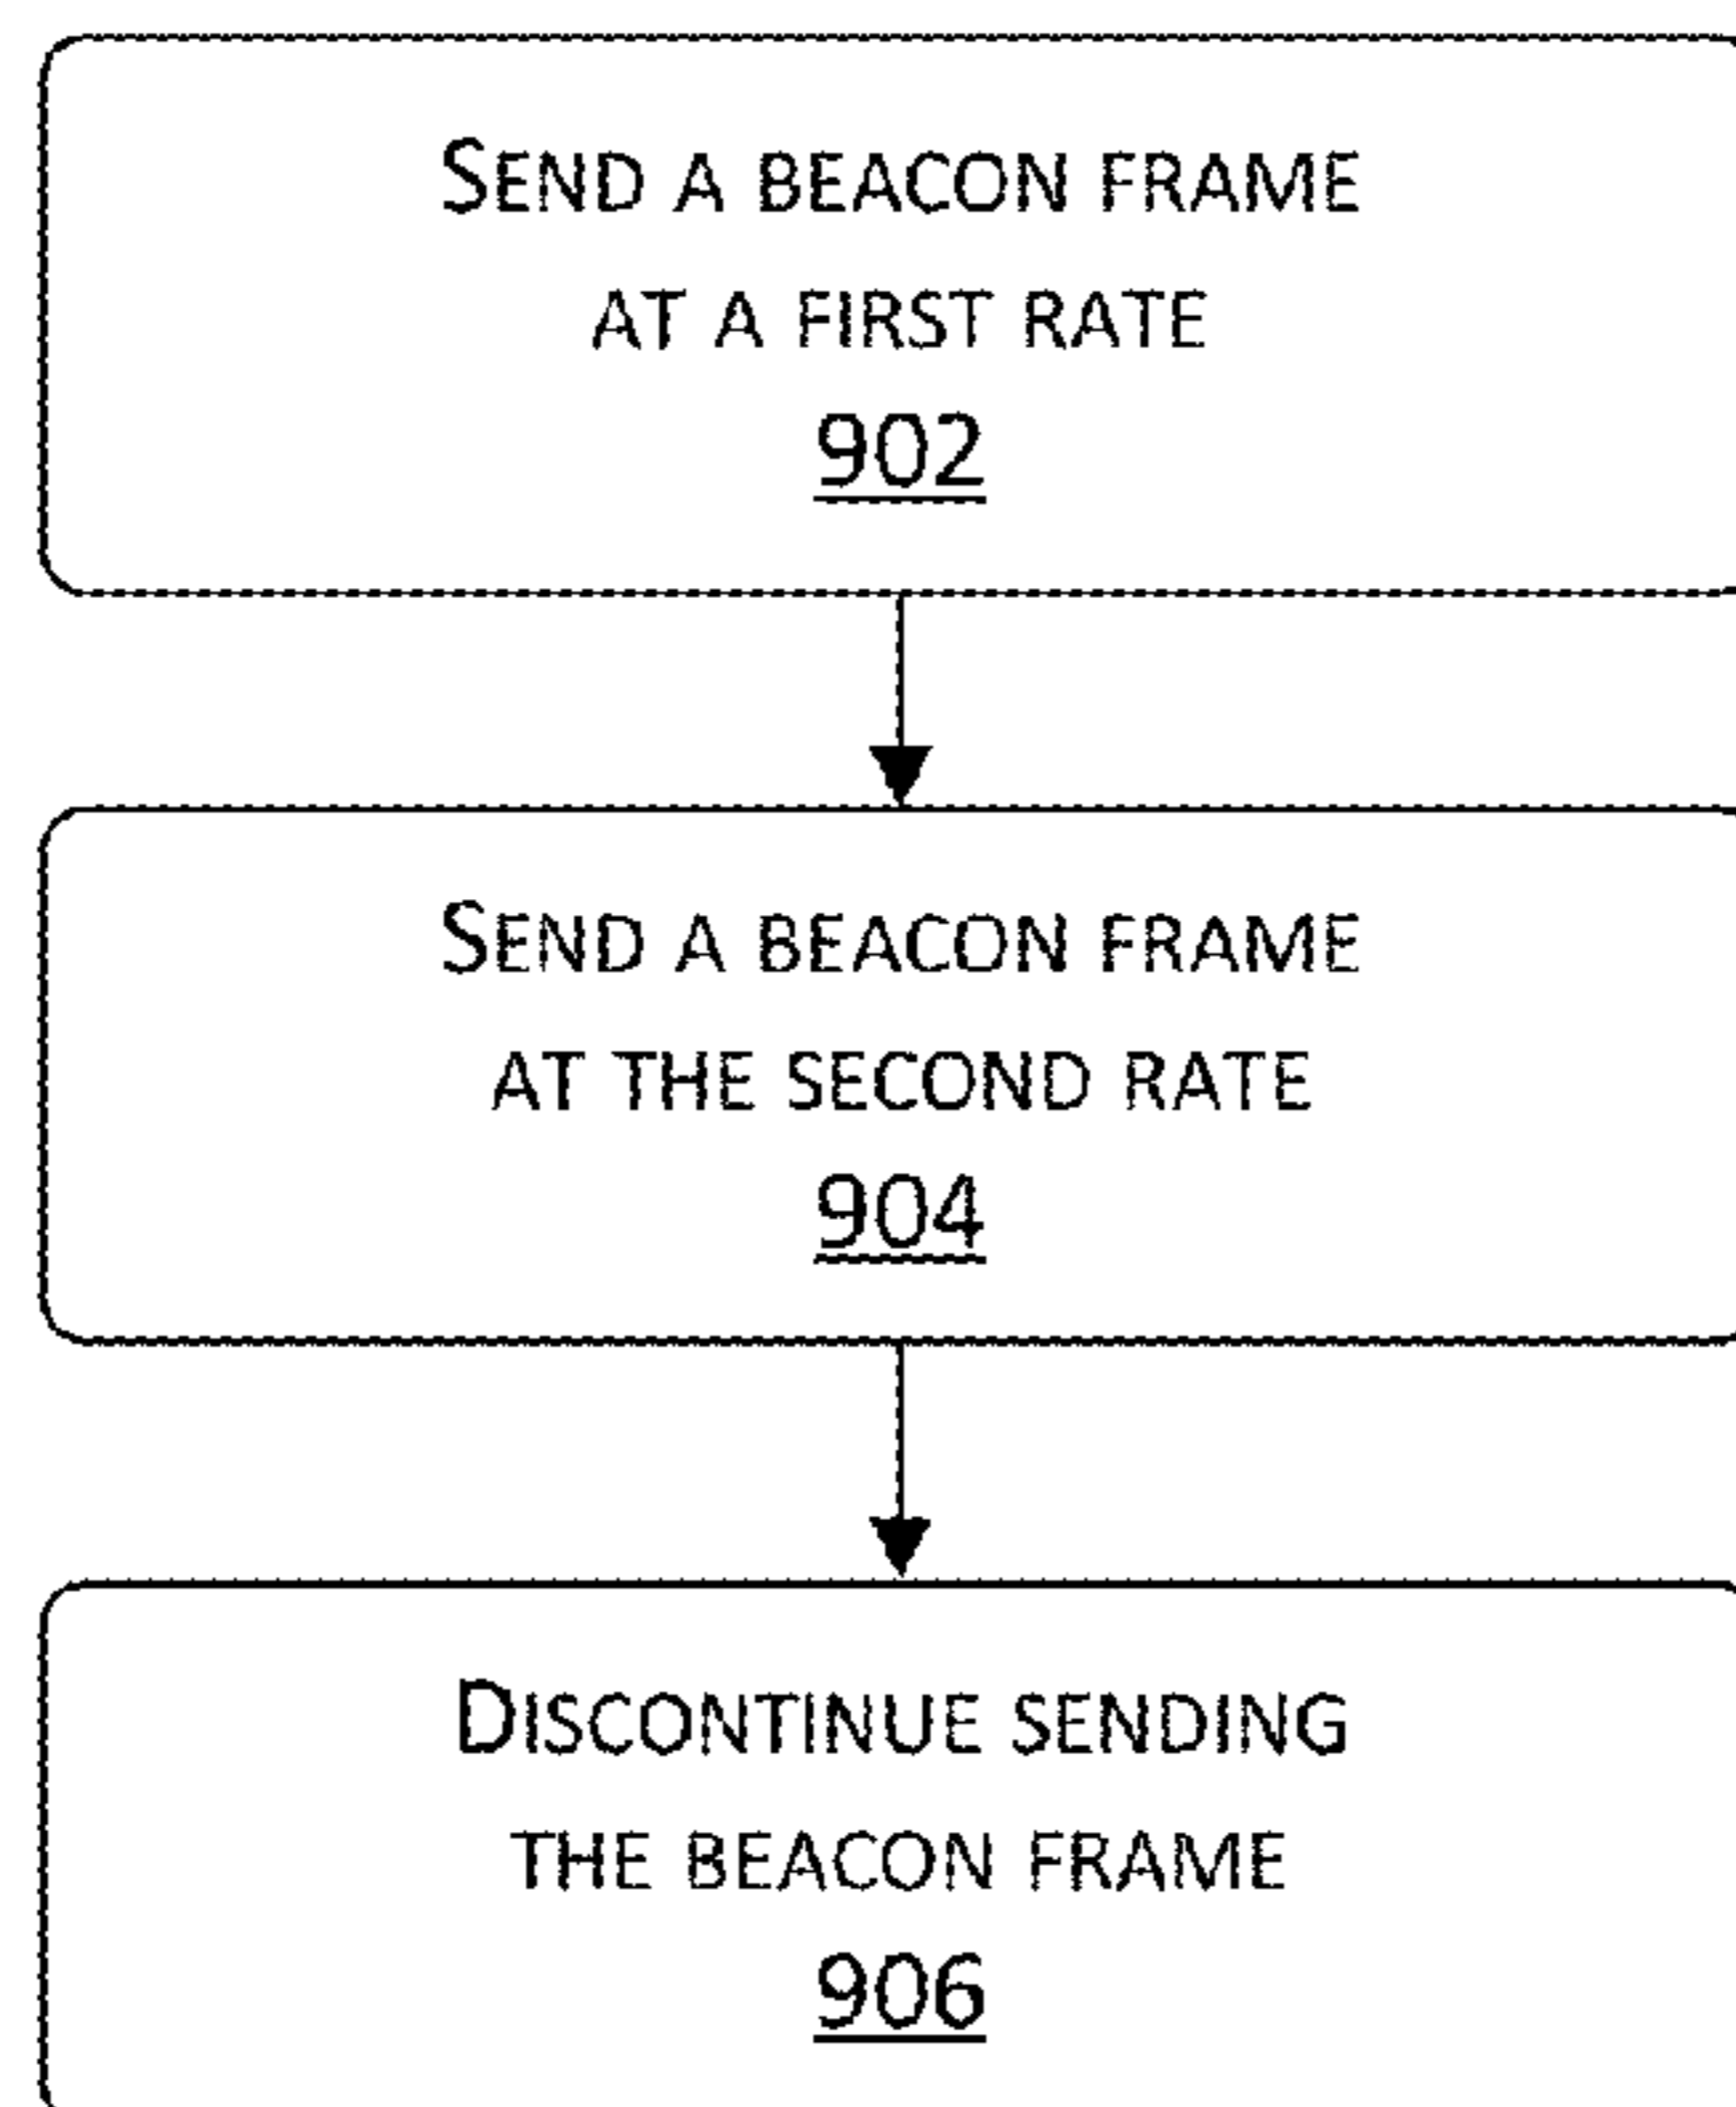 Send a beacon frame
at a first rate
902
Send a beacon frame
at the second rate
904
Discontinue sending
the beacon frame
906